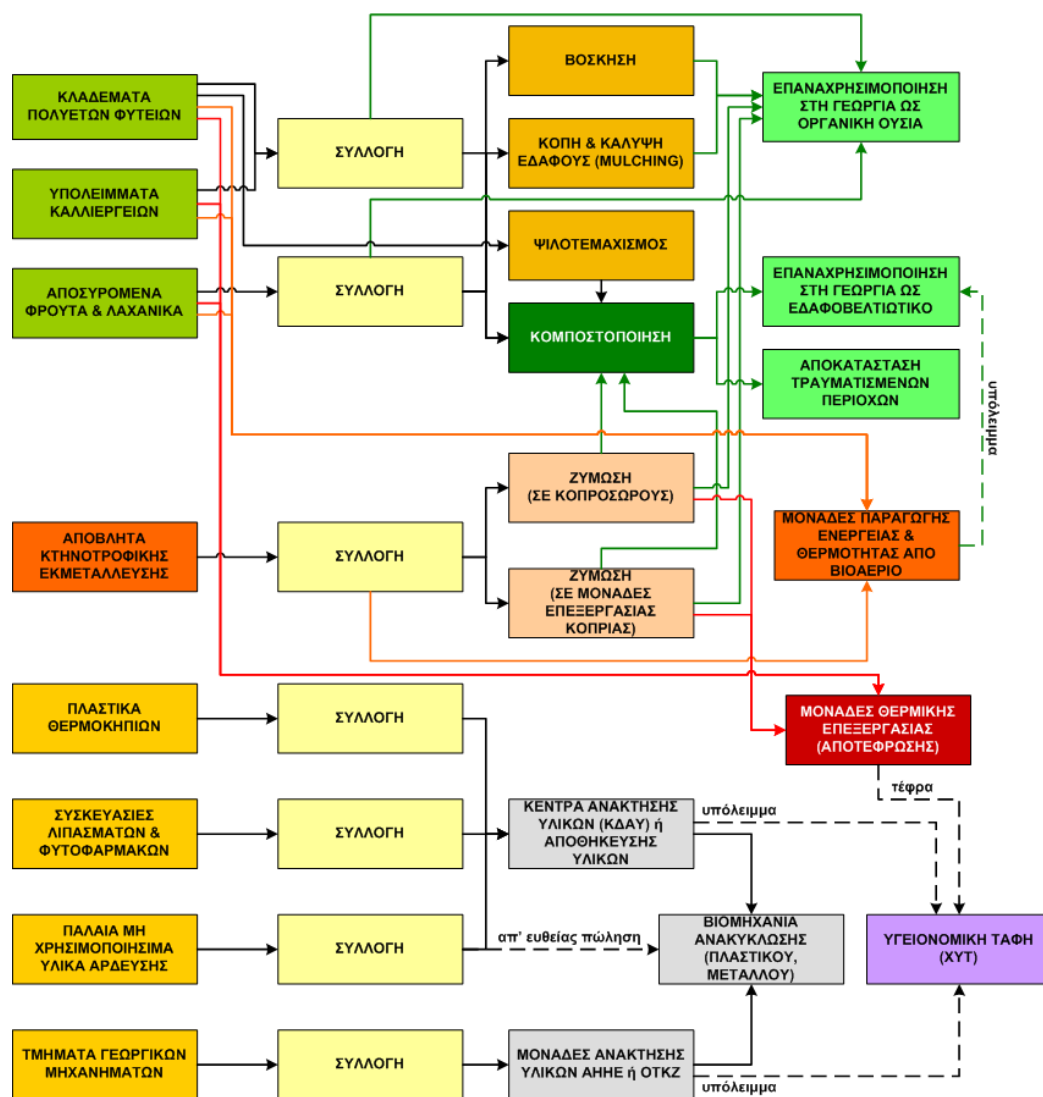 ΚΛΑΔΕΜΑΤΑ
ΠΟΛΥΕΤΩΝ ΦΥΤΕΙΩΝ
ΥΠΟΛΕΙΜΜΑΤΑ
ΚΑΛΛΙΕΡΓΕΙΩΝ
ΑΠΟΣΥΡΟΜΕΝΑ
ΦΡΟΥΤΑ & ΛΑΧΑΝΙΚΑ
ΣΥΛΛΟΓΗ
ΣΥΛΛΟΓΗ
ΒΟΣΚΗΣΗ
ΚΟΠΗ & ΚΑΛΥΨΗ
ΕΔΑΦΟΥΣ (MULCHING)
ΨΙΛΟΤΕΜΑΧΙΣΜΟΣ
ΚΟΜΠΟΣΤΟΠΟΙΗΣΗ
ΕΠΑΝΑΧΡΗΣΙΜΟΠΟΙΗΣΗ
ΣΤΗ ΓΕΩΡΓΙΑ ΩΣ
ΟΡΓΑΝΙΚΗ ΟΥΣΙΑ
ΕΠΑΝΑΧΡΗΣΙΜΟΠΟΙΗΣΗ
ΣΤΗ ΓΕΩΡΓΙΑ ΩΣ
ΕΔΑΦΟΒΕΛΤΙΩΤΙΚΟ
ΑΠΟΚΑΤΑΣΤΑΣΗ
ΤΡΑΥΜΑΤΙΣΜΕΝΩΝ
ΠΕΡΙΟΧΩΝ
υπόλειμμα
ΑΠΟΒΛΗΤΑ
ΚΤΗΝΟΤΡΟΦΙΚΗΣ
ΕΚΜΕΤΑΛΛΕΥΣΗΣ
ΣΥΛΛΟΓΗ
ΖΥΜΩΣΗ
(ΣΕ ΚΟΠΡΟΣΩΡΟΥΣ)
ΖΥΜΩΣΗ
(ΣΕ ΜΟΝΑΔΕΣ
ΕΠΕΞΕΡΓΑΣΙΑΣ
ΚΟΠΡΙΑΣ)
ΜΟΝΑΔΕΣ ΠΑΡΑΓΩΓΗΣ
ΕΝΕΡΓΕΙΑΣ &
ΘΕΡΜΟΤΗΤΑΣ ΑΠΟ
ΒΙΟΑΕΡΙΟ
ΠΛΑΣΤΙΚΑ
ΘΕΡΜΟΚΗΠΙΩΝ
ΣΥΛΛΟΓΗ
ΜΟΝΑΔΕΣ ΘΕΡΜΙΚΗΣ
ΕΠΕΞΕΡΓΑΣΙΑΣ
(ΑΠΟΤΕΦΡΩΣΗΣ)
τέφρα
ΣΥΣΚΕΥΑΣΙΕΣ
ΛΙΠΑΣΜΑΤΩΝ &
ΦΥΤΟΦΑΡΜΑΚΩΝ
ΣΥΛΛΟΓΗ
ΚΕΝΤΡΑ ΑΝΑΚΤΗΣΗΣ
ΥΛΙΚΩΝ (ΚΔΑΥ) ή
ΑΠΟΘΗΚΕΥΣΗΣ
ΥΛΙΚΩΝ
υπόλειμμα
ΠΑΛΑΙΑ ΜΗ
ΧΡΗΣΙΜΟΠΟΙΗΣΙΜΑ
ΥΛΙΚΑ ΑΡΔΕΥΣΗΣ
ΣΥΛΛΟΓΗ
απ' ευθείας πώληση
ΒΙΟΜΗΧΑΝΙΑ
ΑΝΑΚΥΚΛΩΣΗΣ
(ΠΛΑΣΤΙΚΟΥ,
ΜΕΤΑΛΛΟΥ)
ΥΓΕΙΟΝΟΜΙΚΗ ΤΑΦΗ
(ΧΥΤ)
ΤΜΗΜΑΤΑ ΓΕΩΡΓΙΚΩΝ
ΜΗΧΑΝΗΜΑΤΩΝ
ΣΥΛΛΟΓΗ
ΜΟΝΑΔΕΣ ΑΝΑΚΤΗΣΗΣ
ΥΛΙΚΩΝ ΑΗΗΕ ή ΟΤΚΖ
υπόλειμμα